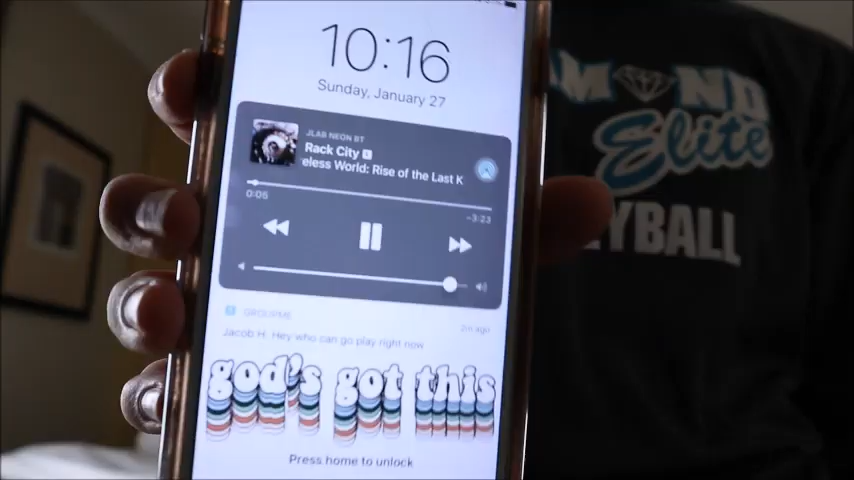 10:16
Sunday, January 27
JLAB NEON BT
Rack City E
eless World: Rise of the Last K
0:06
-3:23
GROUPME
2m ago
Jacob H: Hey who can go play right now
god's got this
Press home to unlock
M ND
Elite
YBALL